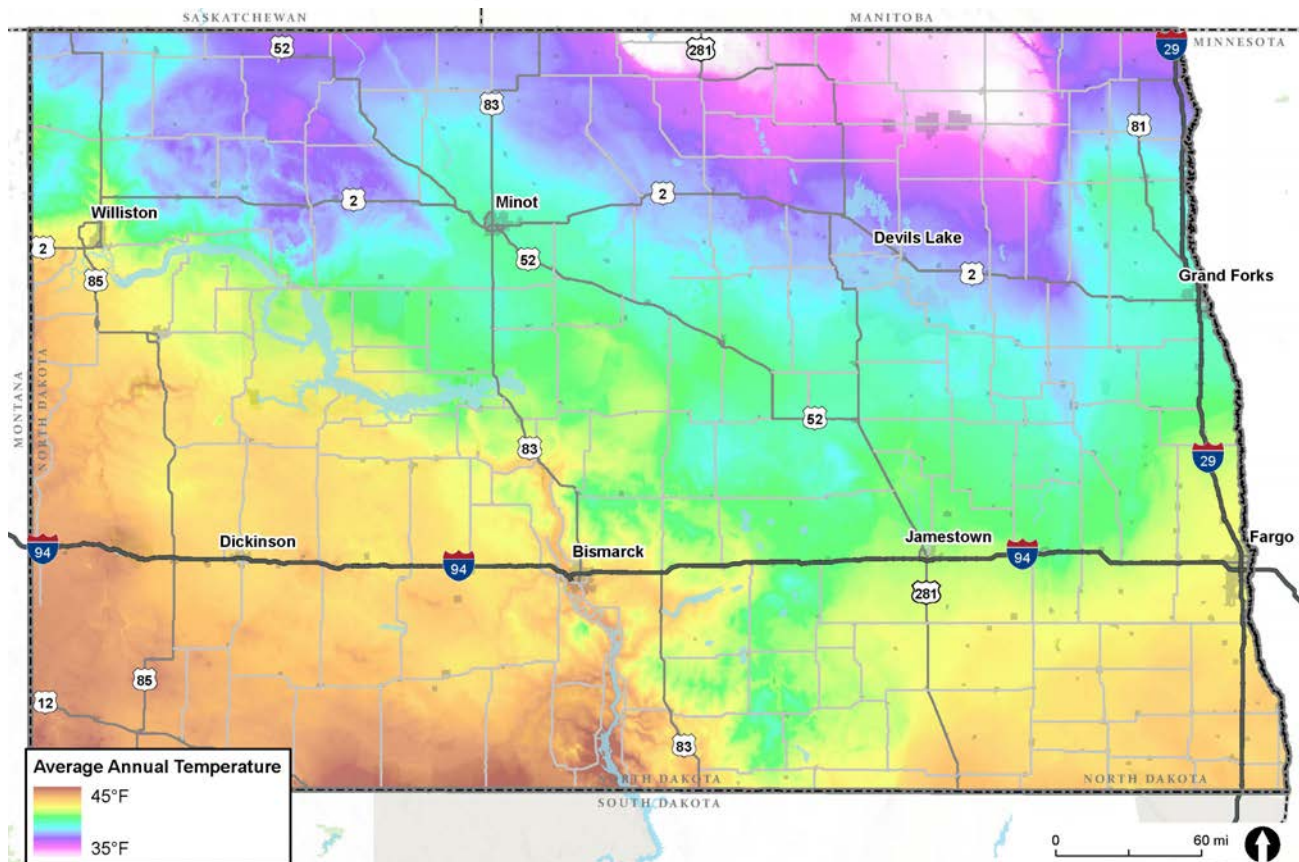 SASKATCHEWAN
MANITOBA
MINNESOTA
52
281
29
83
81
2
2
Minot
Williston
Devils Lake
2
52
2
85
Grand Forks
MONTANA
NORTH DAKOTA
52
83
29
Dickinson
Bismarck
Jamestown
Fargo
94
94
94
281
85
12
83
NORTH DAKOTA
NORTH DAKOTA
SOUTH DAKOTA
Average Annual Temperature
45°F
35°F
0 60 mi